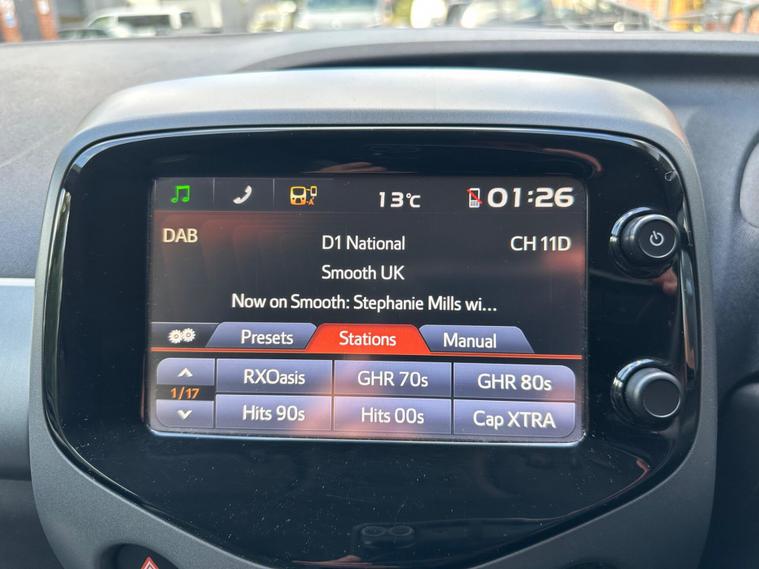 13°C 01:26
DAB D1 National CH 11D
Smooth UK
Now on Smooth: Stephanie Mills wi...
Presets Stations Manual
RXOasis GHR 70s GHR 80s
1/17
Hits 90s Hits 00s Cap XTRA